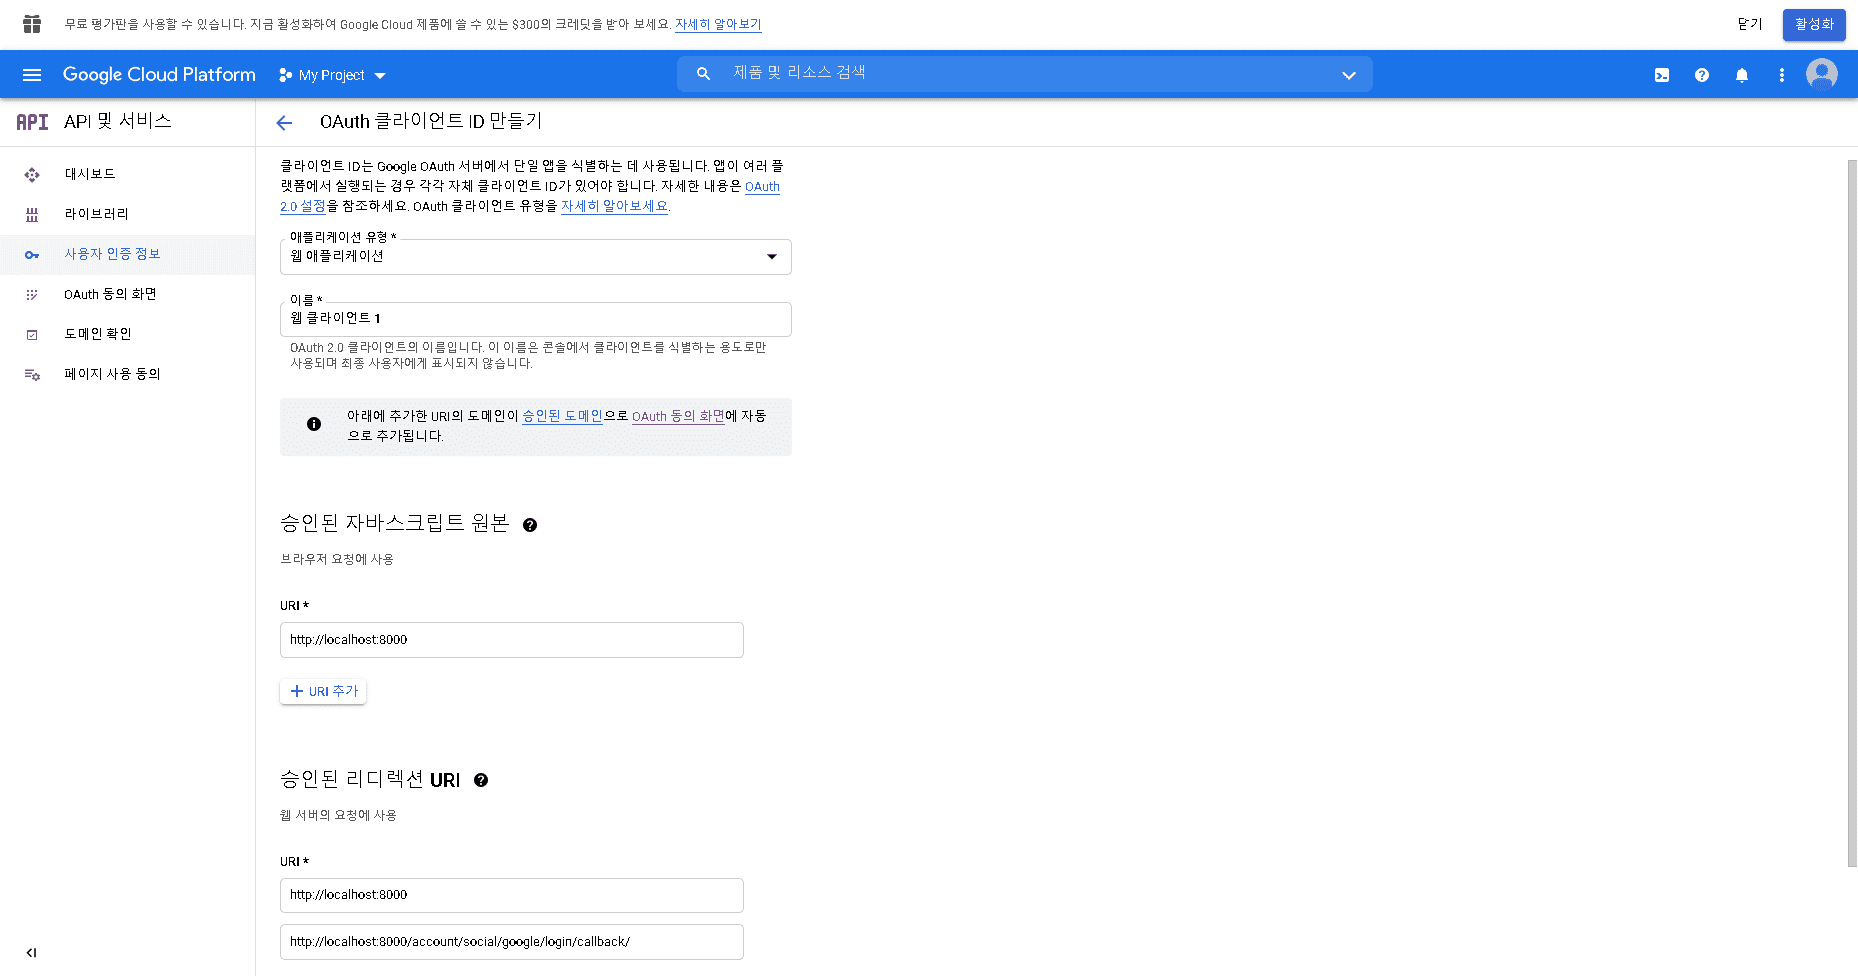 무료 평가판을 사용할 수 있습니다. 지금 활성화하여 Google Cloud 제품에 쓸 수 있는 $300의 크레딧을 받아 보세요. 자세히 알아보기
닫기
활성화
Google Cloud Platform
My Project
제품 및 리소스 검색
API API 및 서비스
OAuth 클라이언트 ID 만들기
대시보드
라이브러리
사용자 인증 정보
OAuth 동의 화면
도메인 확인
페이지 사용 동의
클라이언트 ID는 Google OAuth 서버에서 단일 앱을 식별하는 데 사용됩니다. 앱이 여러 플
랫폼에서 실행되는 경우 각각 자체 클라이언트 ID가 있어야 합니다. 자세한 내용은 OAuth
2.0 설정을 참조하세요. OAuth 클라이언트 유형을 자세히 알아보세요.
애플리케이션 유형 *
웹 애플리케이션
이름 *
웹 클라이언트 1
OAuth 2.0 클라이언트의 이름입니다. 이 이름은 콘솔에서 클라이언트를 식별하는 용도로만
사용되며 최종 사용자에게 표시되지 않습니다.
아래에 추가한 URI의 도메인이 승인된 도메인으로 OAuth 동의 화면에 자동
으로 추가됩니다.
승인된 자바스크립트 원본
브라우저 요청에 사용
URI *
http://localhost:8000
URI 추가
승인된 리디렉션 URI
웹 서버의 요청에 사용
URI *
http://localhost:8000
http://localhost:8000/account/social/google/login/callback/